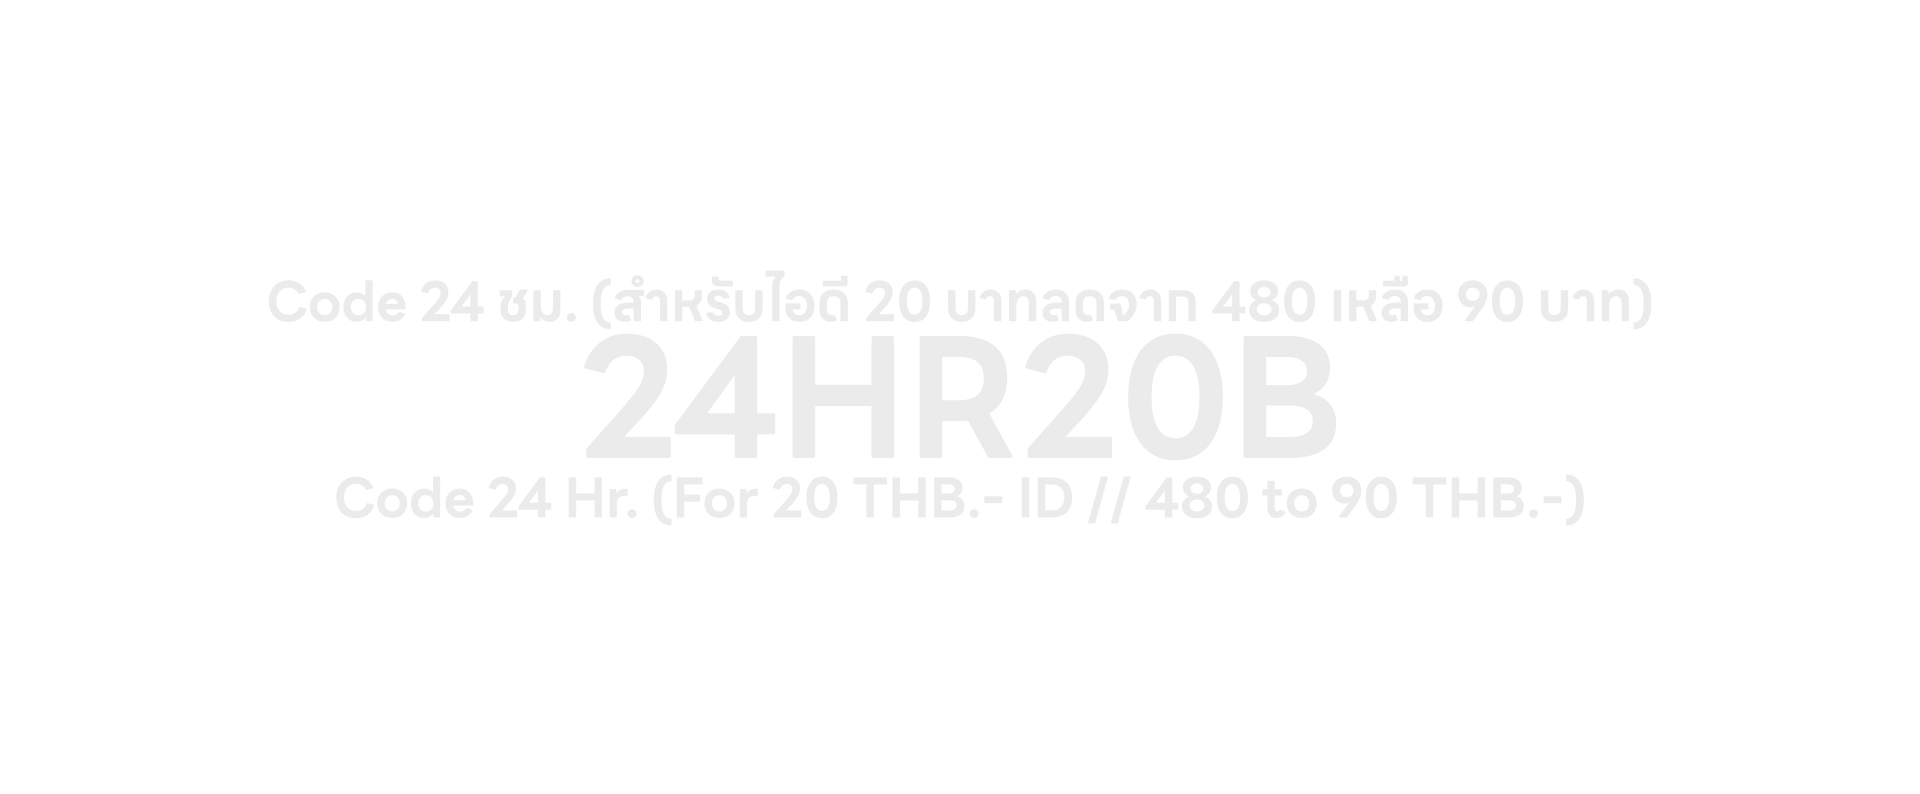 Code 24 ชม. (สำหรับไอดี 20 บาทลดจาก 480 เหลือ 90 บาท)
24HR20B
Code 24 Hr. (For 20 THB.- ID // 480 to 90 THB.-)